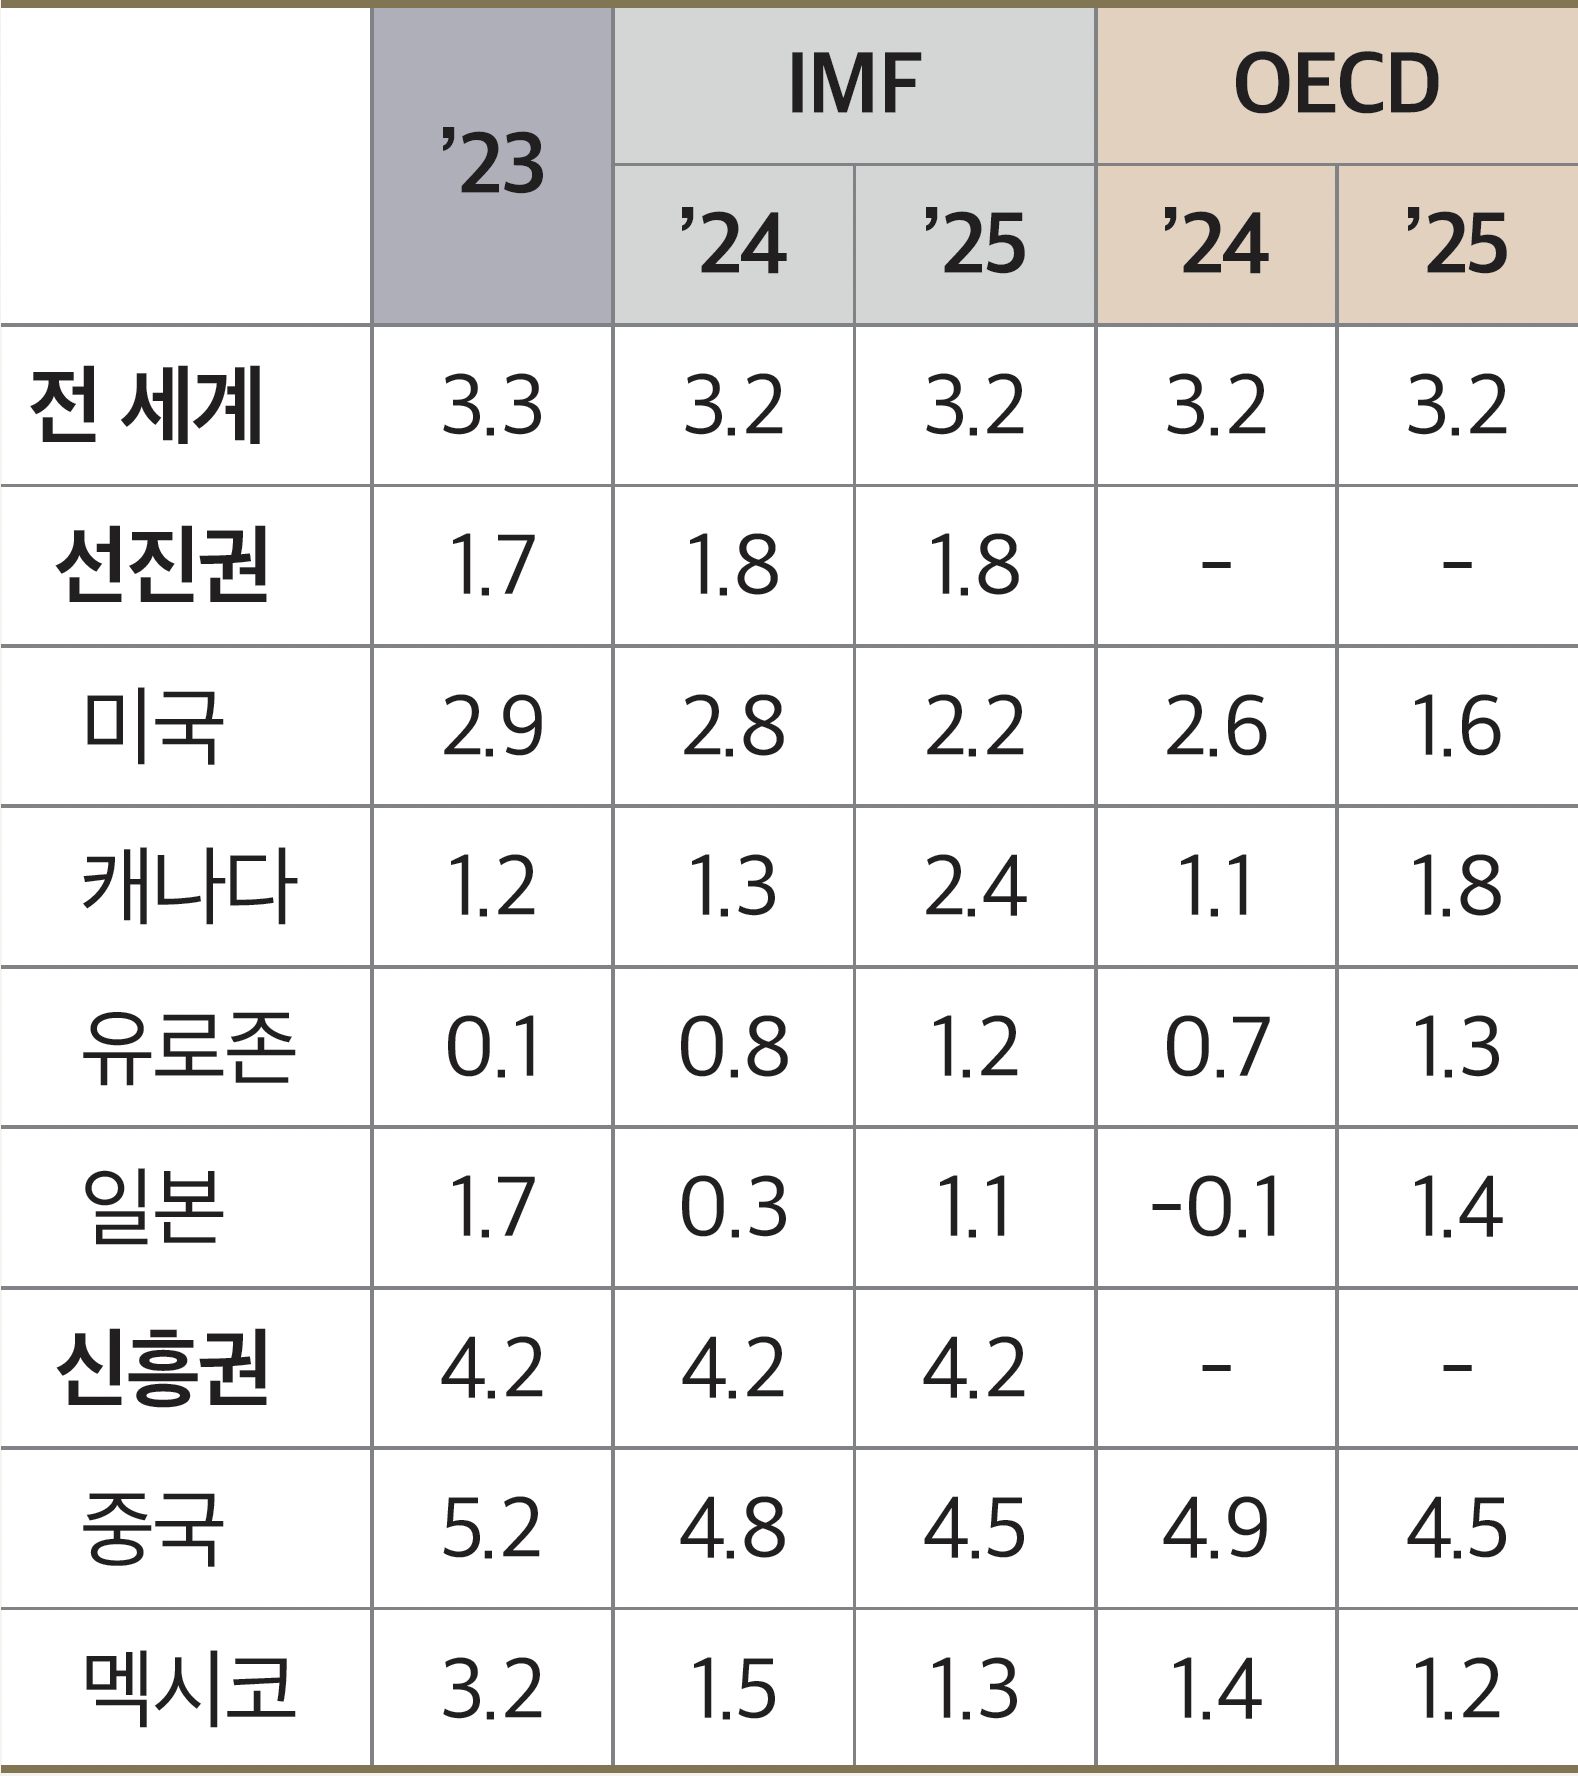 ’23 IMF OECD
’24 ’25 ’24 ’25
전 세계 3.3 3.2 3.2 3.2 3.2
선진권 1.7 1.8 1.8 - -
미국 2.9 2.8 2.2 2.6 1.6
캐나다 1.2 1.3 2.4 1.1 1.8
유로존 0.1 0.8 1.2 0.7 1.3
일본 1.7 0.3 1.1 -0.1 1.4
신흥권 4.2 4.2 4.2 - -
중국 5.2 4.8 4.5 4.9 4.5
멕시코 3.2 1.5 1.3 1.4 1.2